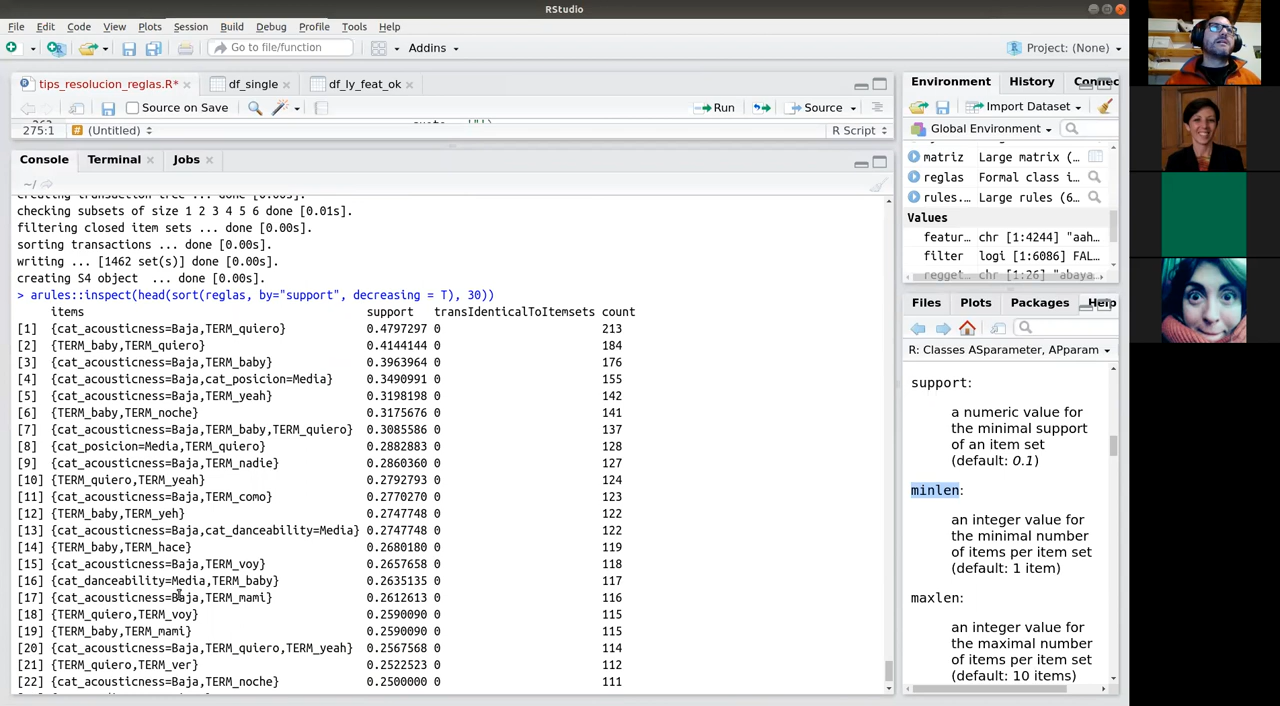 RStudio
File Edit Code View Plots Session Build Debug Profile Tools Help
Go to file/function Addins Project: (None)
tips_resolucion_reglas.R* df_single df_ly_feat_ok
Source on Save Run Source
275:1 (Untitled) R Script
Console Terminal Jobs
~/
checking subsets of size 1 2 3 4 5 6 done [0.01s].
filtering closed item sets ... done [0.00s].
sorting transactions ... done [0.00s].
writing ... [1462 set(s)] done [0.00s].
creating S4 object ... done [0.00s].
> arules::inspect(head(sort(reglas, by="support", decreasing = T), 30))
items support transIdenticalToItemsets count
[1] {cat_acousticness=Baja,TERM_quiero} 0.4797297 0 213
[2] {TERM_baby,TERM_quiero} 0.4144144 0 184
[3] {cat_acousticness=Baja,TERM_baby} 0.3963964 0 176
[4] {cat_acousticness=Baja,cat_posicion=Media} 0.3490991 0 155
[5] {cat_acousticness=Baja,TERM_yeah} 0.3198198 0 142
[6] {TERM_baby,TERM_noche} 0.3175676 0 141
[7] {cat_acousticness=Baja,TERM_baby,TERM_quiero} 0.3085586 0 137
[8] {cat_posicion=Media,TERM_quiero} 0.2882883 0 128
[9] {cat_acousticness=Baja,TERM_nadie} 0.2860360 0 127
[10] {TERM_quiero,TERM_yeah} 0.2792793 0 124
[11] {cat_acousticness=Baja,TERM_como} 0.2770270 0 123
[12] {TERM_baby,TERM_yeh} 0.2747748 0 122
[13] {cat_acousticness=Baja,cat_danceability=Media} 0.2747748 0 122
[14] {TERM_baby,TERM_hace} 0.2680180 0 119
[15] {cat_acousticness=Baja,TERM_voy} 0.2657658 0 118
[16] {cat_danceability=Media,TERM_baby} 0.2635135 0 117
[17] {cat_acousticness=Baja,TERM_mami} 0.2612613 0 116
[18] {TERM_quiero,TERM_voy} 0.2590090 0 115
[19] {TERM_baby,TERM_mami} 0.2590090 0 115
[20] {cat_acousticness=Baja,TERM_quiero,TERM_yeah} 0.2567568 0 114
[21] {TERM_quiero,TERM_ver} 0.2522523 0 112
[22] {cat_acousticness=Baja,TERM_noche} 0.2500000 0 111
Environment History Connec
Import Dataset
Global Environment
matriz Large matrix (…
reglas Formal class i…
rules.… Large rules (6…
Values
featur… chr [1:4244] "aah…
filter logi [1:6086] FAL…
regget… chr [1:26] "abaya…
Files Plots Packages Help
R: Classes ASparameter, APparam
support:
a numeric value for
the minimal support
of an item set
(default: 0.1)
minlen:
an integer value for
the minimal number
of items per item set
(default: 1 item)
maxlen:
an integer value for
the maximal number
of items per item set
(default: 10 items)